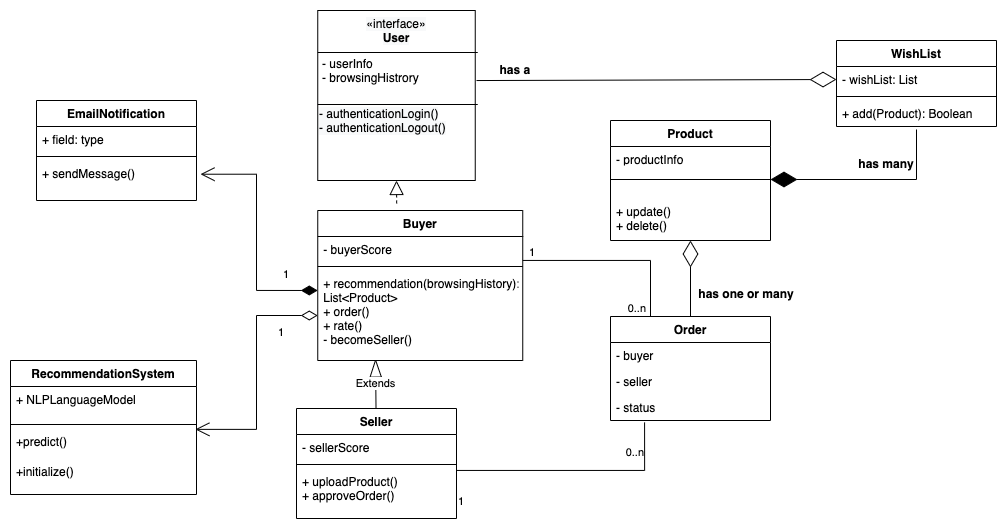 «interface»
User
- userInfo
- browsingHistrory
- authenticationLogin()
- authenticationLogout()
has a
WishList
- wishList: List
+ add(Product): Boolean
has many
EmailNotification
+ field: type
+ sendMessage()
Product
- productInfo
+ update()
+ delete()
has one or many
Buyer
- buyerScore
+ recommendation(browsingHistory):
List<Product>
+ order()
+ rate()
- becomeSeller()
1
1
1
0..n
Order
- buyer
- seller
- status
RecommendationSystem
+ NLPLanguageModel
+predict()
+initialize()
Extends
Seller
- sellerScore
+ uploadProduct()
+ approveOrder()
0..n
1